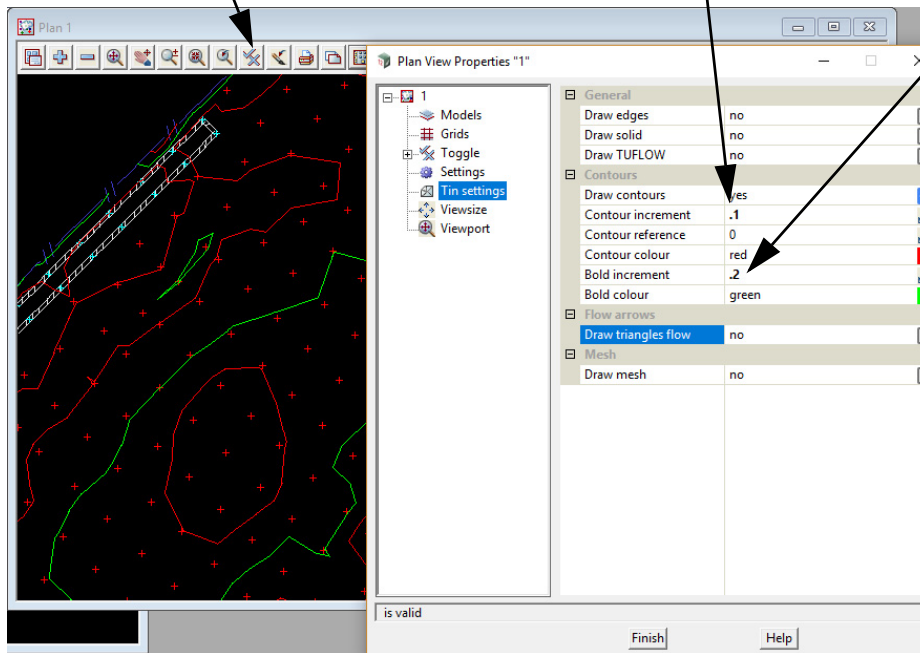 Plan 1
Plan View Properties "1"
1
Models
Grids
Toggle
Settings
Tin settings
Viewsize
Viewport
General
Draw edges no
Draw solid no
Draw TUFLOW no
Contours
Draw contours yes
Contour increment .1
Contour reference 0
Contour colour red
Bold increment .2
Bold colour green
Flow arrows
Draw triangles flow no
Mesh
Draw mesh no
is valid
Finish Help